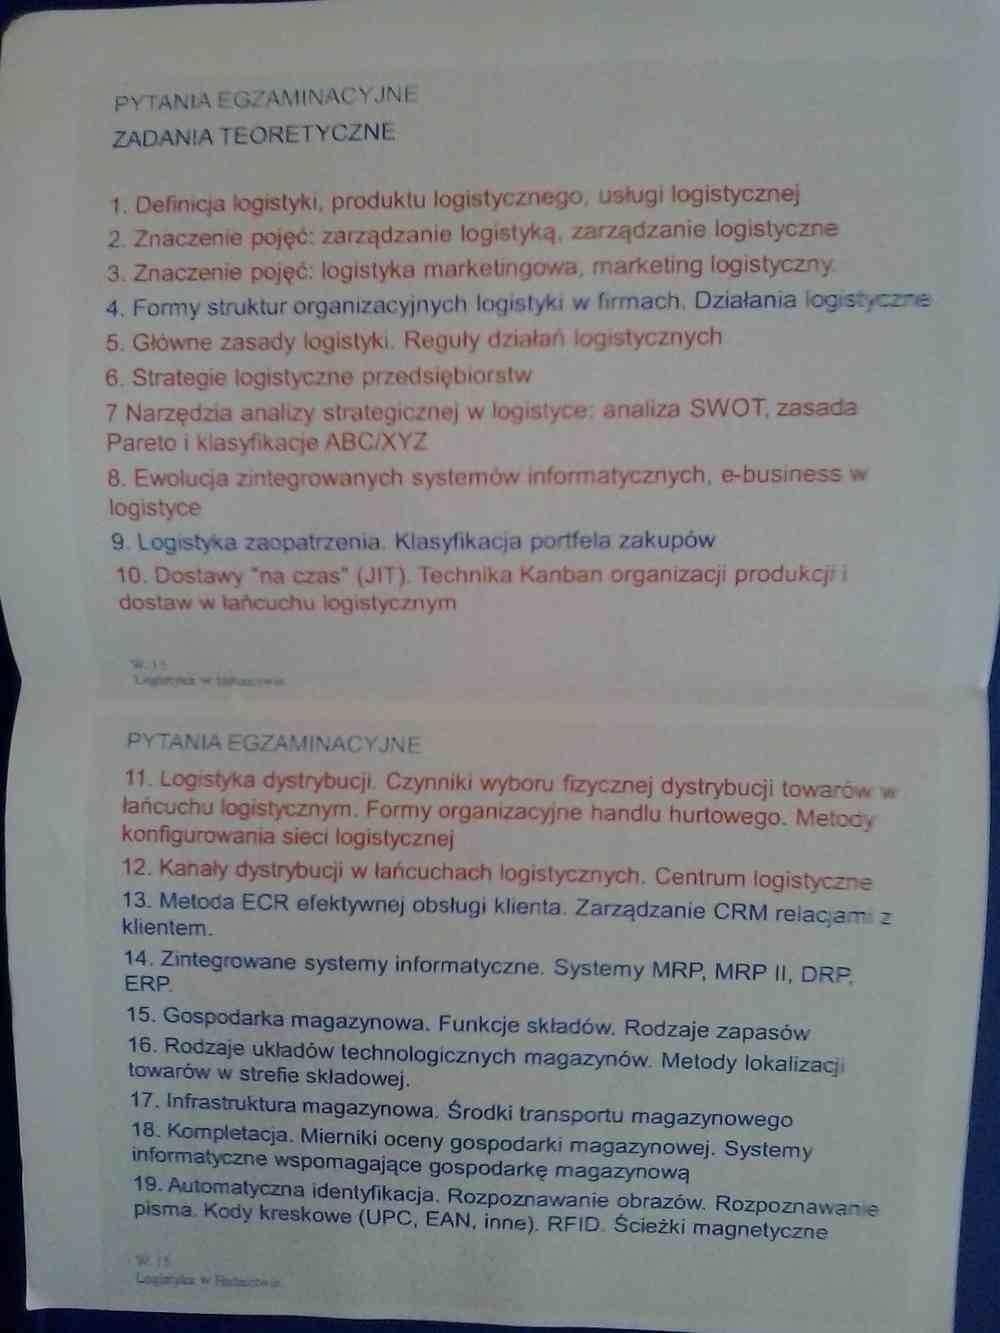 PYTANIA EGZAMINACYJNE
ZADANIA TEORETYCZNE
1. Definicja logistyki, produktu logistycznego, usługi logistycznej
2. Znaczenie pojęć: zarządzanie logistyką, zarządzanie logistyczne
3. Znaczenie pojęć: logistyka marketingowa, marketing logistyczny.
4. Formy struktur organizacyjnych logistyki w firmach. Działania logistyczne
5. Główne zasady logistyki. Reguły działań logistycznych
6. Strategie logistyczne przedsiębiorstw
7 Narzędzia analizy strategicznej w logistyce: analiza SWOT, zasada
Pareto i klasyfikacje ABC/XYZ
8. Ewolucja zintegrowanych systemów informatycznych, e-business w
logistyce
9. Logistyka zaopatrzenia. Klasyfikacja portfela zakupów
10. Dostawy "na czas" (JIT). Technika Kanban organizacji produkcji i
dostaw w łańcuchu logistycznym
W. 15
Logistyka w
PYTANIA EGZAMINACYJNE
11. Logistyka dystrybucji. Czynniki wyboru fizycznej dystrybucji towarów w
łańcuchu logistycznym. Formy organizacyjne handlu hurtowego. Metody
konfigurowania sieci logistycznej
12. Kanały dystrybucji w łańcuchach logistycznych. Centrum logistyczne
13. Metoda ECR efektywnej obsługi klienta. Zarządzanie CRM relacjami z
klientem.
14. Zintegrowane systemy informatyczne. Systemy MRP, MRP II, DRP,
ERP.
15. Gospodarka magazynowa. Funkcje składów. Rodzaje zapasów
16. Rodzaje układów technologicznych magazynów. Metody lokalizacji
towarów w strefie składowej.
17. Infrastruktura magazynowa. Środki transportu magazynowego
18. Kompletacja. Mierniki oceny gospodarki magazynowej. Systemy
informatyczne wspomagające gospodarkę magazynową
19. Automatyczna identyfikacja. Rozpoznawanie obrazów. Rozpoznawanie
pisma. Kody kreskowe (UPC, EAN, inne). RFID. Ścieżki magnetyczne
W. 15
Logistyka w